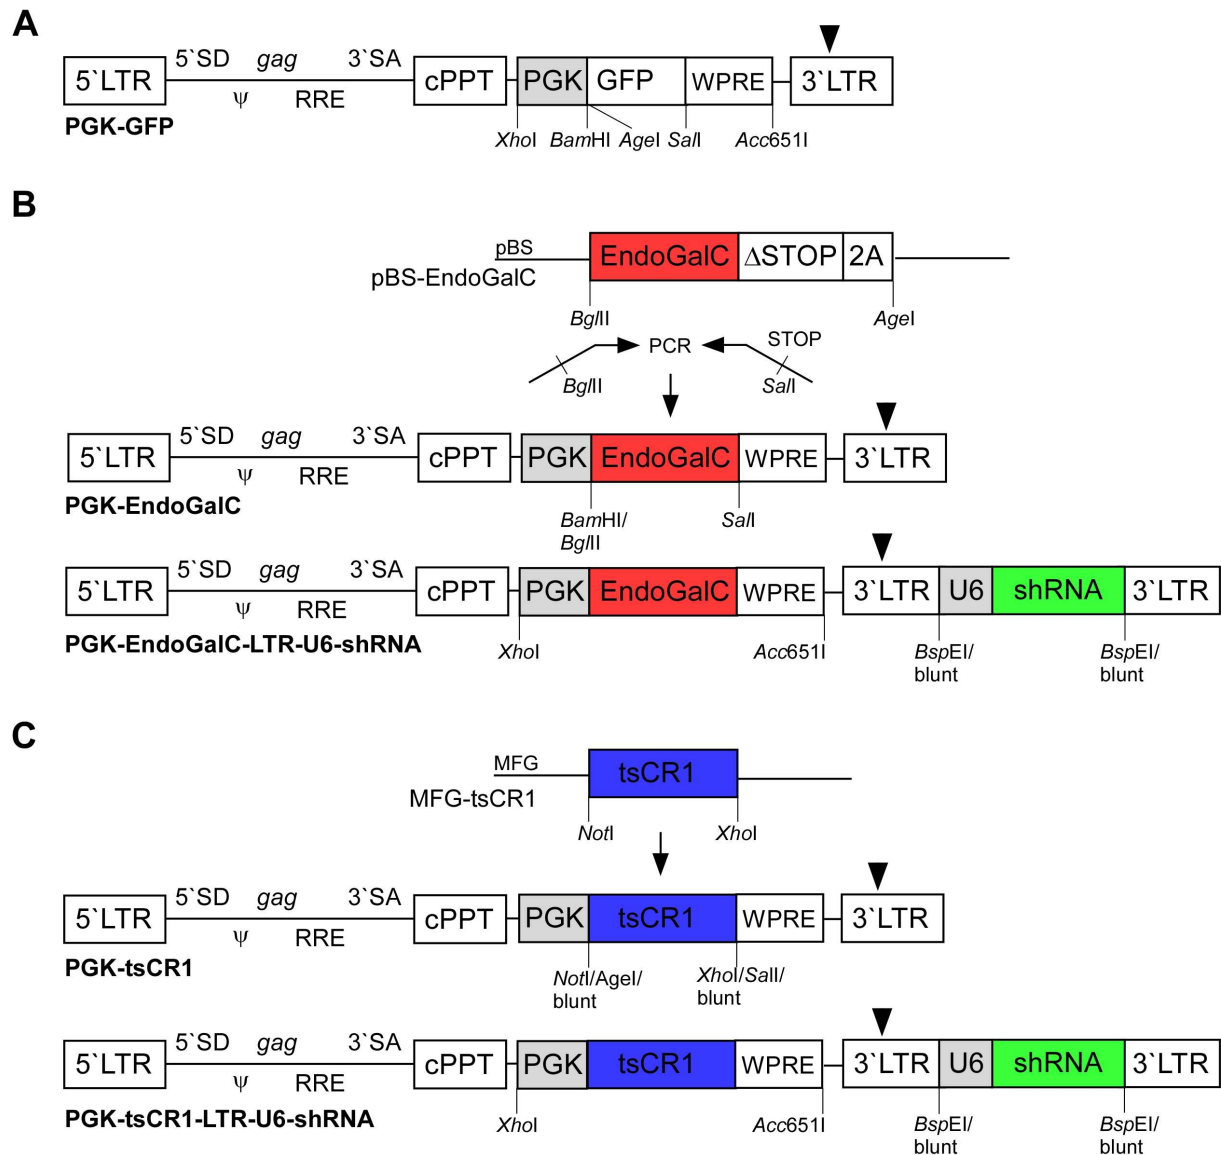 A
5`SD gag 3`SA
5`LTR cPPT PGK GFP WPRE 3`LTR
ψ RRE
PGK-GFP
XhoI BamHI AgeI SalI Acc651I
B
pBS EndoGalC ΔSTOP 2A
pBS-EndoGalC
BglII AgeI
PCR STOP
BglII SalI
5`SD gag 3`SA
5`LTR cPPT PGK EndoGalC WPRE 3`LTR
ψ RRE
PGK-EndoGalC
BamHI/ SalI
BglII
5`SD gag 3`SA
5`LTR cPPT PGK EndoGalC WPRE 3`LTR U6 shRNA 3`LTR
ψ RRE
PGK-EndoGalC-LTR-U6-shRNA
XhoI Acc651I BspEI/ BspEI/
blunt blunt
C
MFG tsCR1
MFG-tsCR1
NotI XhoI
5`SD gag 3`SA
5`LTR cPPT PGK tsCR1 WPRE 3`LTR
ψ RRE
PGK-tsCR1
NotI/AgeI/ XhoI/SalI/
blunt blunt
5`SD gag 3`SA
5`LTR cPPT PGK tsCR1 WPRE 3`LTR U6 shRNA 3`LTR
ψ RRE
PGK-tsCR1-LTR-U6-shRNA
XhoI Acc651I BspEI/ BspEI/
blunt blunt